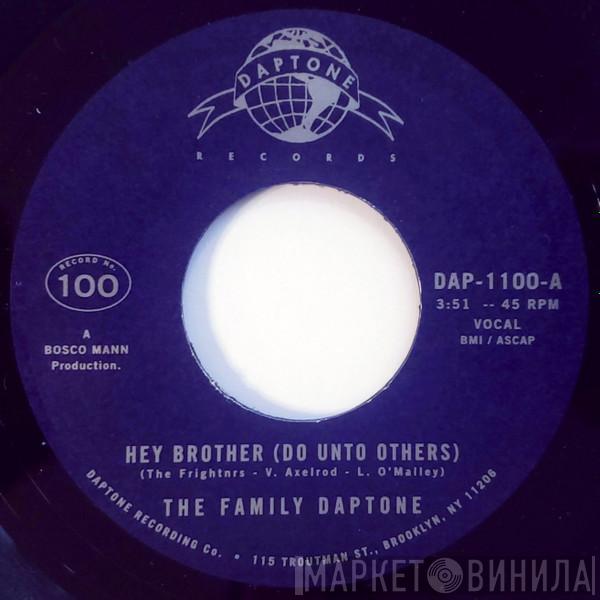 DAPTONE
RECORDS
RECORD No.
100
A
BOSCO MANN
Production.
DAP-1100-A
3:51 -- 45 RPM
VOCAL
BMI / ASCAP
HEY BROTHER (DO UNTO OTHERS)
(The Frightnrs - V. Axelrod - L. O'Malley)
THE FAMILY DAPTONE
DAPTONE RECORDING Co. • 115 TROUTMAN ST., BROOKLYN, NY 11206
МАРКЕТ ВИНИЛА